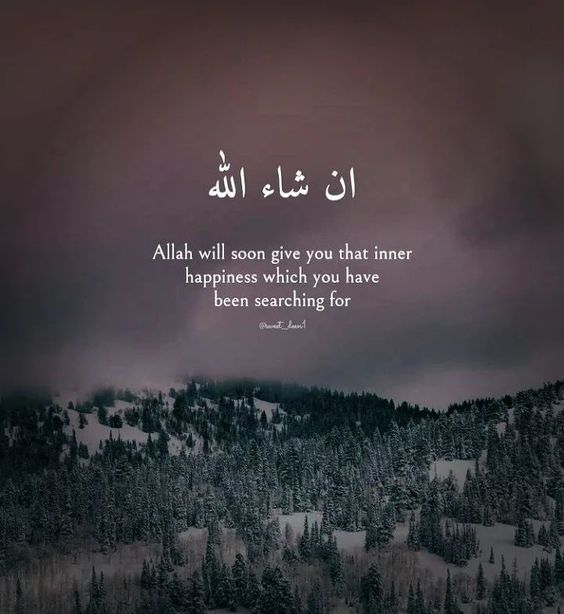 ان شاء الله
Allah will soon give you that inner
happiness which you have
been searching for